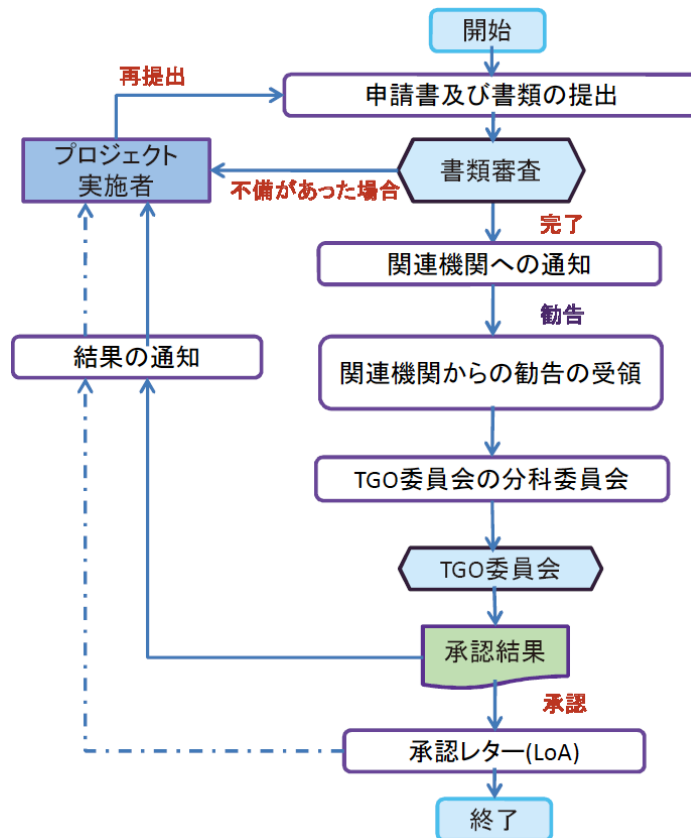 開始
再提出
申請書及び書類の提出
プロジェクト
実施者
書類審査
不備があった場合
完了
関連機関への通知
勧告
結果の通知
関連機関からの勧告の受領
TGO委員会の分科委員会
TGO委員会
承認結果
承認
承認レター(LoA)
終了